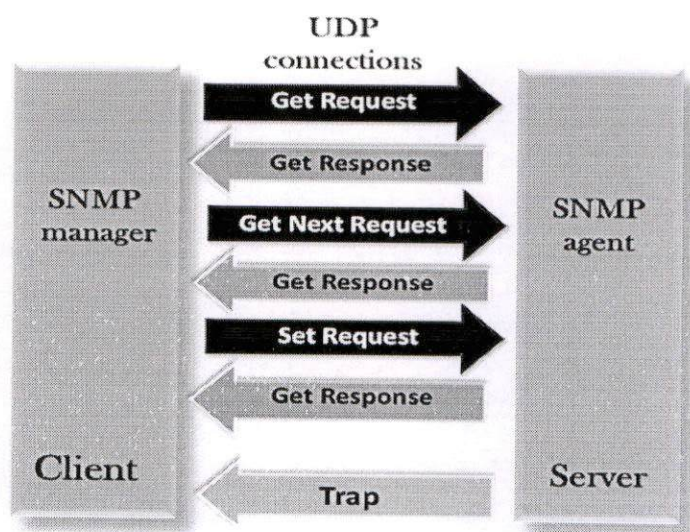 UDP
connections
Get Request
Get Response
SNMP
manager
Get Next Request
SNMP
agent
Get Response
Set Request
Get Response
Client
Trap
Server